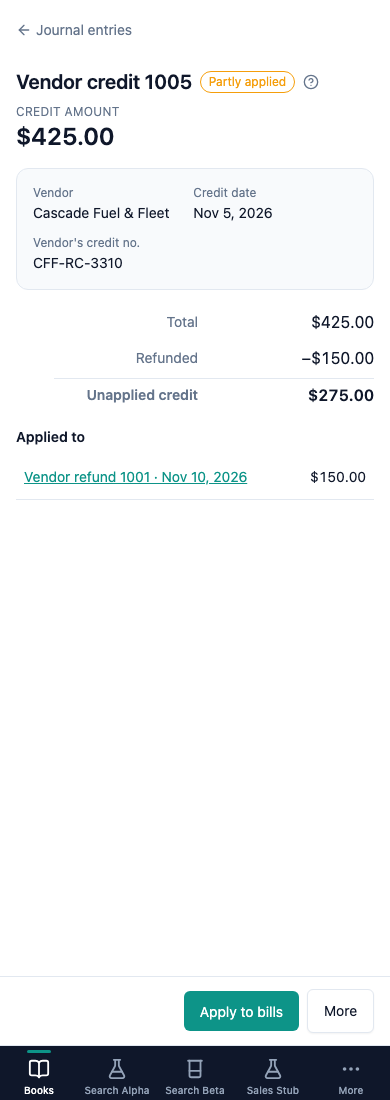 Journal entries
Vendor credit 1005 Partly applied
CREDIT AMOUNT
$425.00
Vendor Credit date
Cascade Fuel & Fleet Nov 5, 2026
Vendor's credit no.
CFF-RC-3310
Total $425.00
Refunded –$150.00
Unapplied credit $275.00
Applied to
Vendor refund 1001 · Nov 10, 2026 $150.00
Apply to bills More
Books Search Alpha Search Beta Sales Stub More